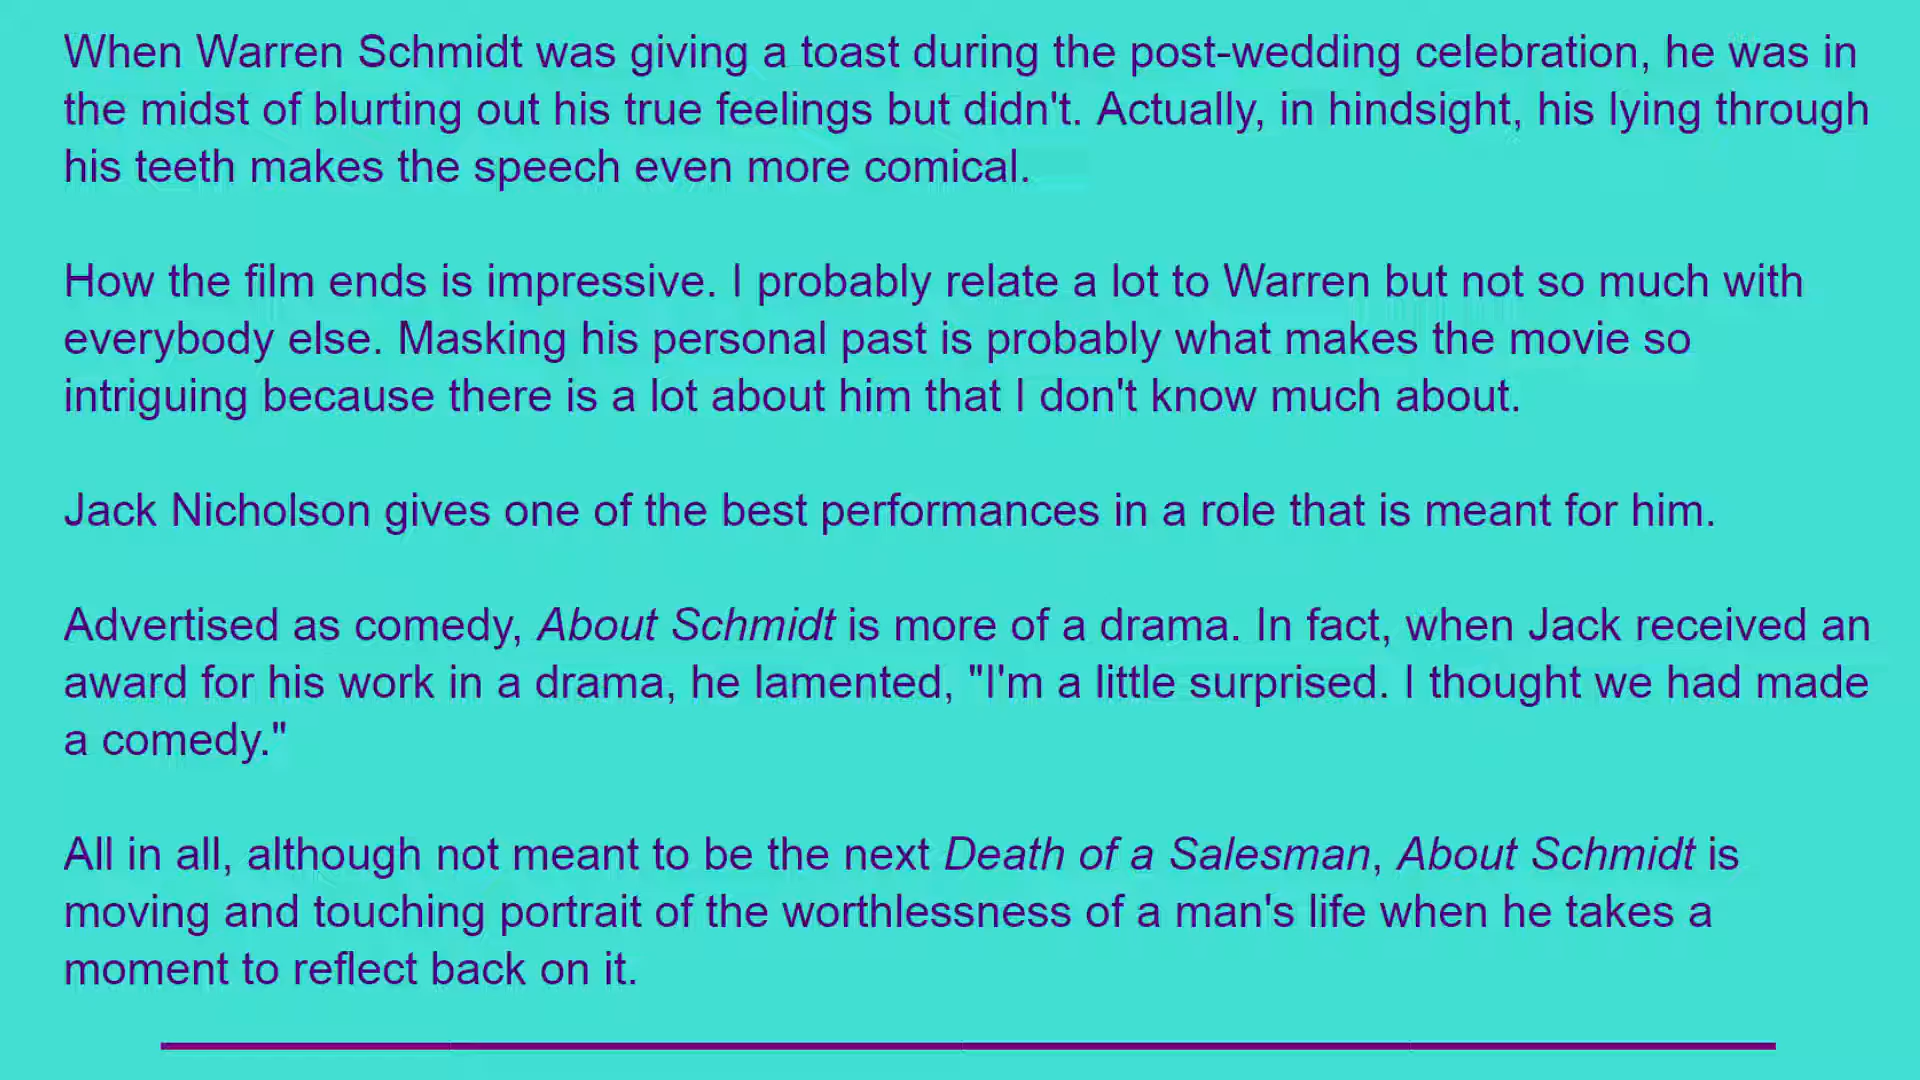 When Warren Schmidt was giving a toast during the post-wedding celebration, he was in
the midst of blurting out his true feelings but didn't. Actually, in hindsight, his lying through
his teeth makes the speech even more comical.
How the film ends is impressive. I probably relate a lot to Warren but not so much with
everybody else. Masking his personal past is probably what makes the movie so
intriguing because there is a lot about him that I don't know much about.
Jack Nicholson gives one of the best performances in a role that is meant for him.
Advertised as comedy, About Schmidt is more of a drama. In fact, when Jack received an
award for his work in a drama, he lamented, "I'm a little surprised. I thought we had made
a comedy."
All in all, although not meant to be the next Death of a Salesman, About Schmidt is
moving and touching portrait of the worthlessness of a man's life when he takes a
moment to reflect back on it.